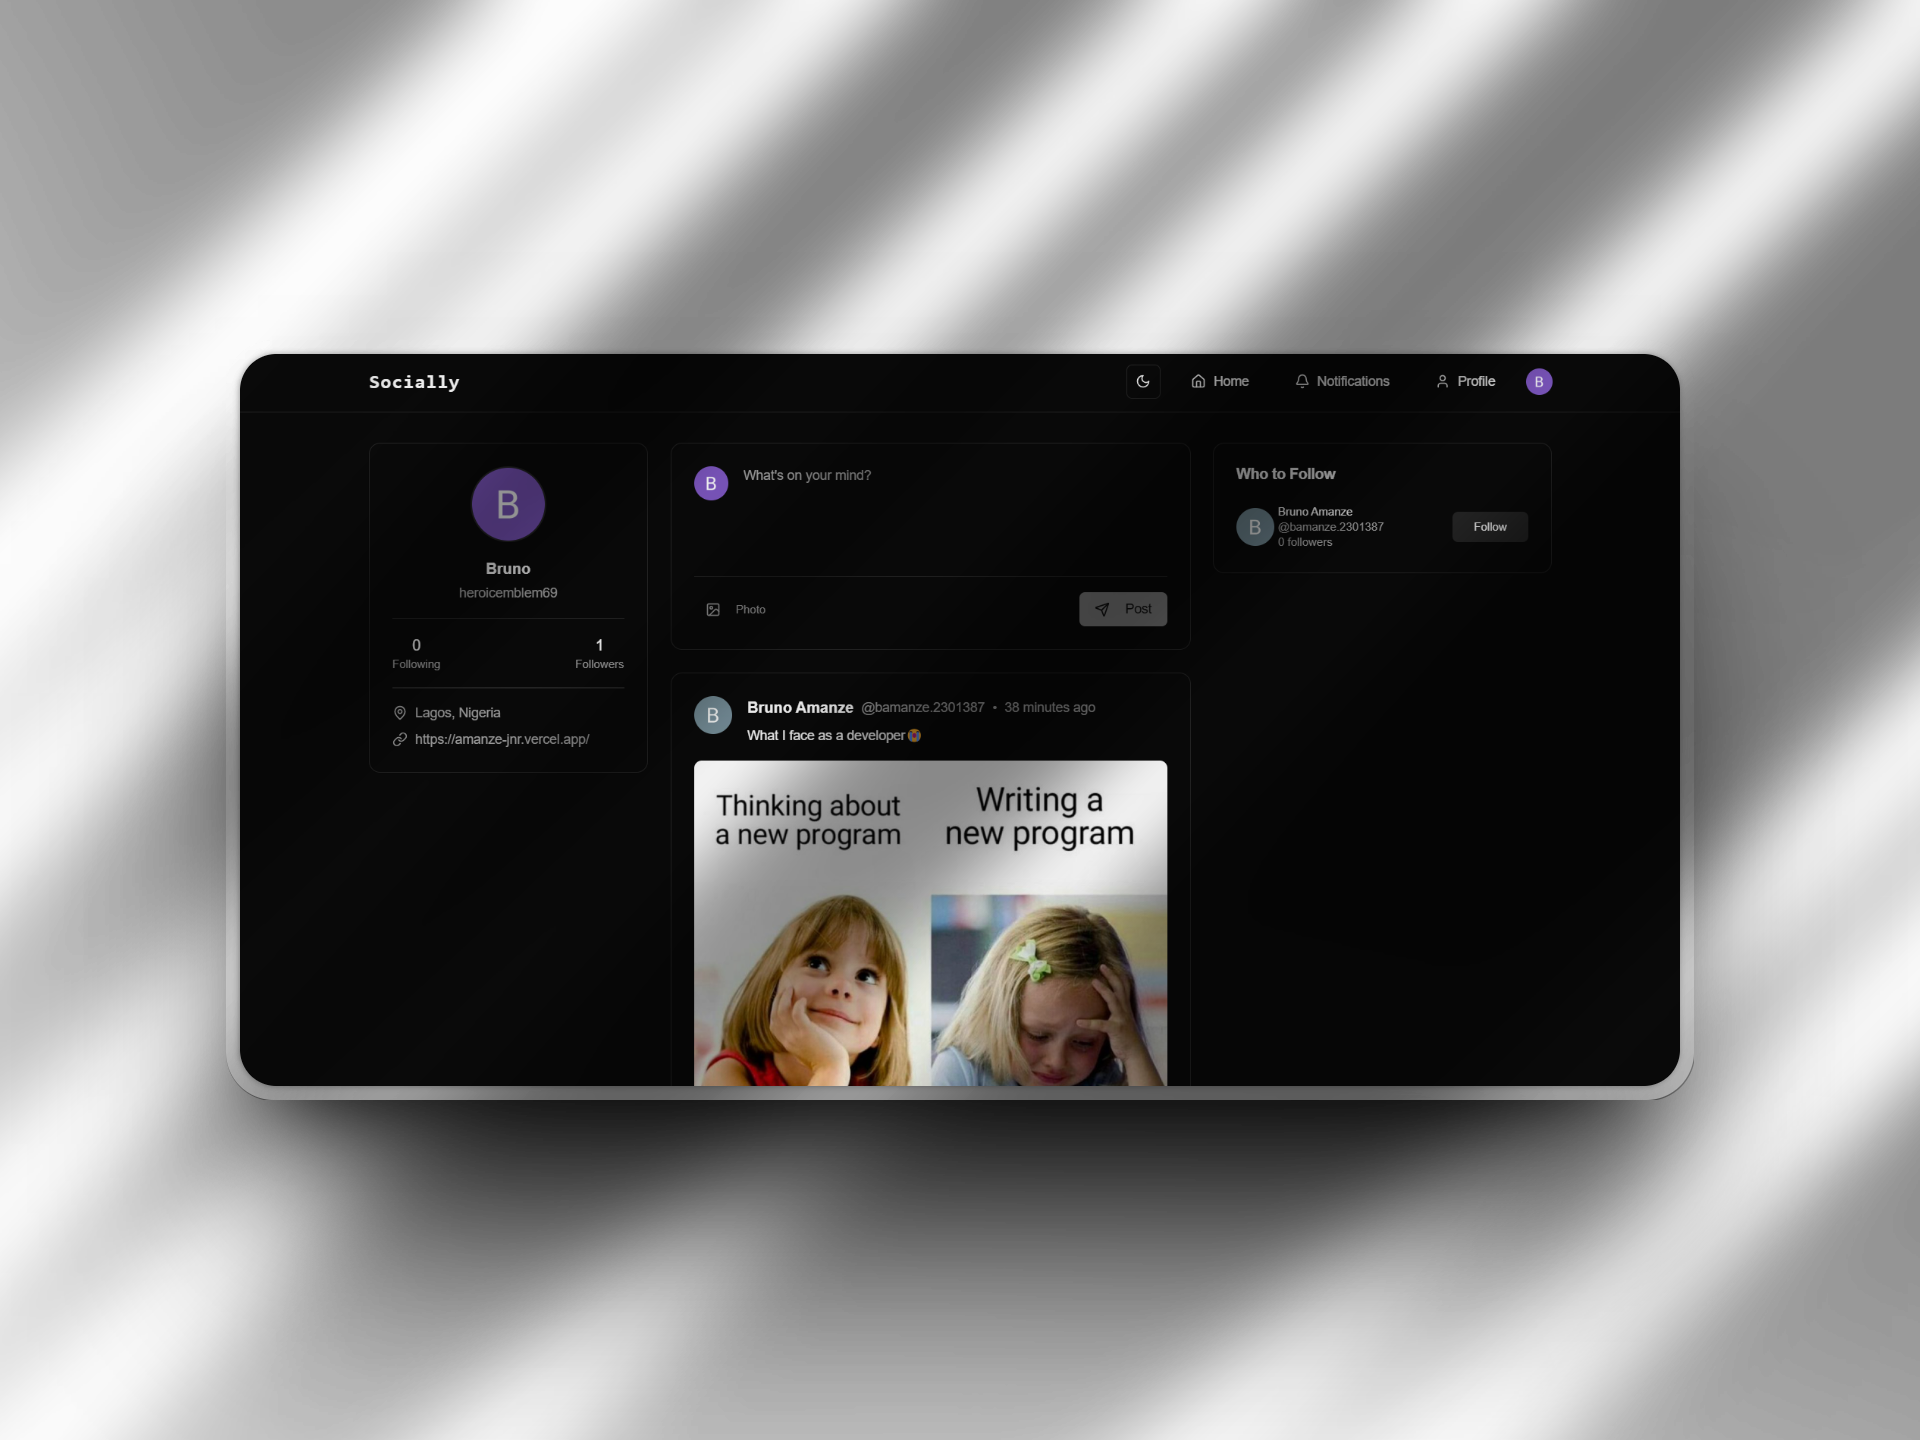 Socially
Home
Notifications
Profile
B
B
Bruno
heroicemblem69
0
Following
1
Followers
Lagos, Nigeria
https://amanze-jnr.vercel.app/
B
What's on your mind?
Photo
Post
B
Bruno Amanze @bamanze.2301387 • 38 minutes ago
What I face as a developer
Thinking about
a new program
Writing a
new program
Who to Follow
B
Bruno Amanze
@bamanze.2301387
0 followers
Follow